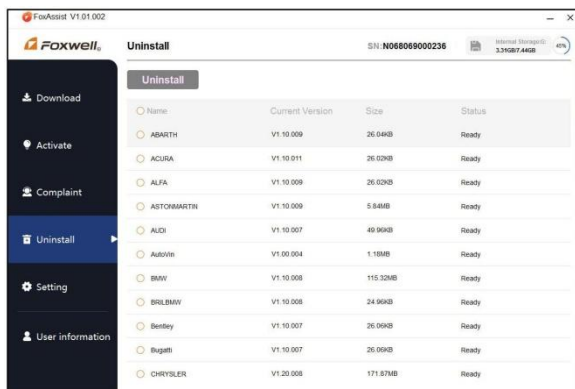 FoxAssist V1.01.002
FOXWELL
Uninstall
SN:N068069000236
Internal Storage/G:
3.31GB/7.44GB
45%
Uninstall
Name Current Version Size Status
ABARTH V1.10.009 26.04KB Ready
ACURA V1.10.011 26.02KB Ready
ALFA V1.10.009 26.02KB Ready
ASTONMARTIN V1.10.009 5.84MB Ready
AUDI V1.10.007 49.96KB Ready
AutoVin V1.00.004 1.18MB Ready
BMW V1.10.008 115.32MB Ready
BRILBMW V1.10.008 24.96KB Ready
Bentley V1.10.007 26.06KB Ready
Bugatti V1.10.007 26.06KB Ready
CHRYSLER V1.20.008 171.87MB Ready
Download
Activate
Complaint
Uninstall
Setting
User information